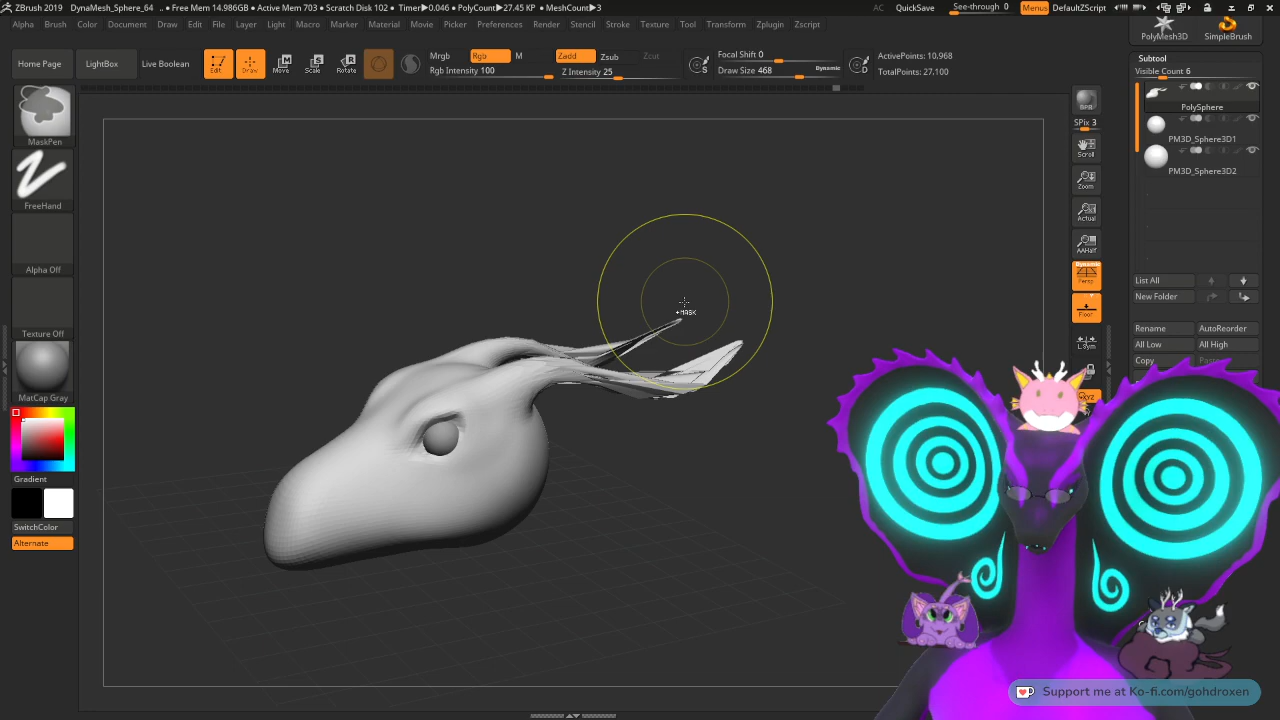 ZBrush 2019 DynaMesh_Sphere_64 .. ● Free Mem 14.986GB ● Active Mem 703 ● Scratch Disk 102 ● Timer▶0.046 ● PolyCount▶27.45 KP ● MeshCount▶3 AC QuickSave See-through 0 Menus DefaultZScript
Alpha Brush Color Document Draw Edit File Layer Light Macro Marker Material Movie Picker Preferences Render Stencil Stroke Texture Tool Transform Zplugin Zscript
PolyMesh3D SimpleBrush
Home Page LightBox Live Boolean Edit Draw Move Scale Rotate
Mrgb Rgb M Zadd Zsub Zcut
Rgb Intensity 100 Z Intensity 25
Focal Shift 0
Draw Size 468 Dynamic
S D
ActivePoints: 10,968
TotalPoints: 27,100
Subtool
Visible Count 6
PolySphere
PM3D_Sphere3D1
PM3D_Sphere3D2
MaskPen
FreeHand
Alpha Off
Texture Off
MatCap Gray
Gradient
SwitchColor
Alternate
+MASK
BPR
SPix 3
Scroll
Zoom
Actual
AAHalf
Dynamic
Persp
Floor
L.Sym
List All
New Folder
Rename AutoReorder
All Low All High
Copy Paste
Support me at Ko-fi.com/gohdroxen